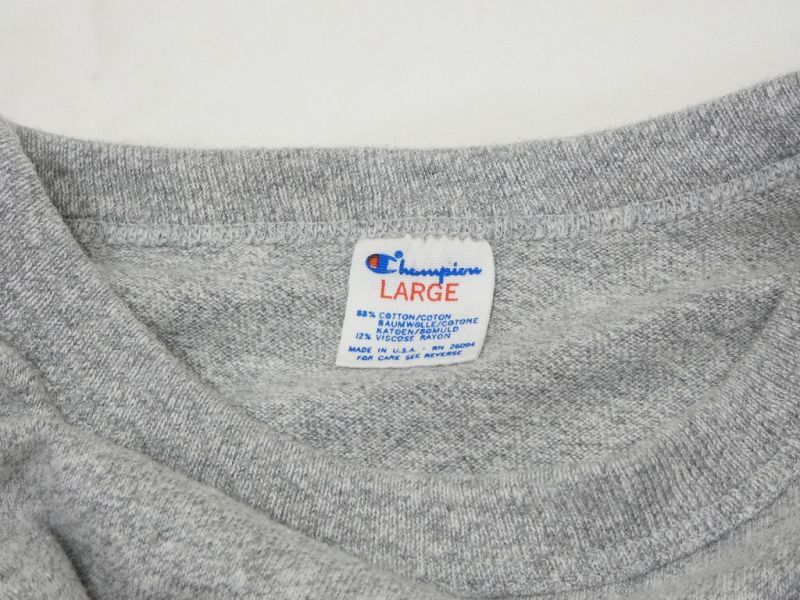 Champion
LARGE
88% COTTON/COTON
BAUMWOLLE/COTONE
KATOEN/BOMULD
12% VISCOSE RAYON
MADE IN U.S.A. - RN 26094
FOR CARE SEE REVERSE